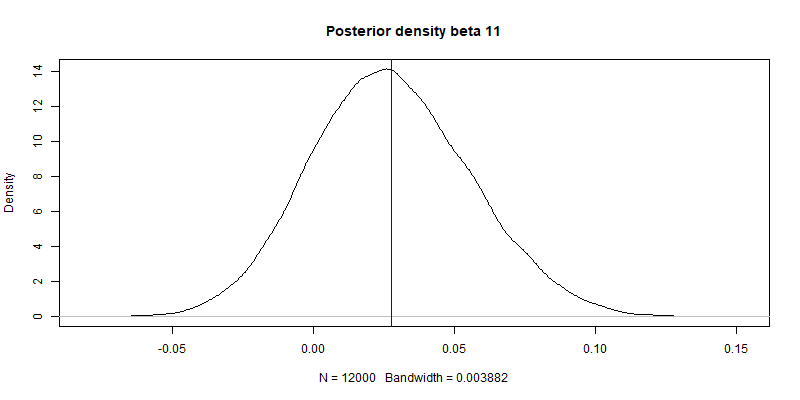 Posterior density beta 11
Density
14
12
10
8
6
4
2
0
-0.05 0.00 0.05 0.10 0.15
N = 12000 Bandwidth = 0.003882